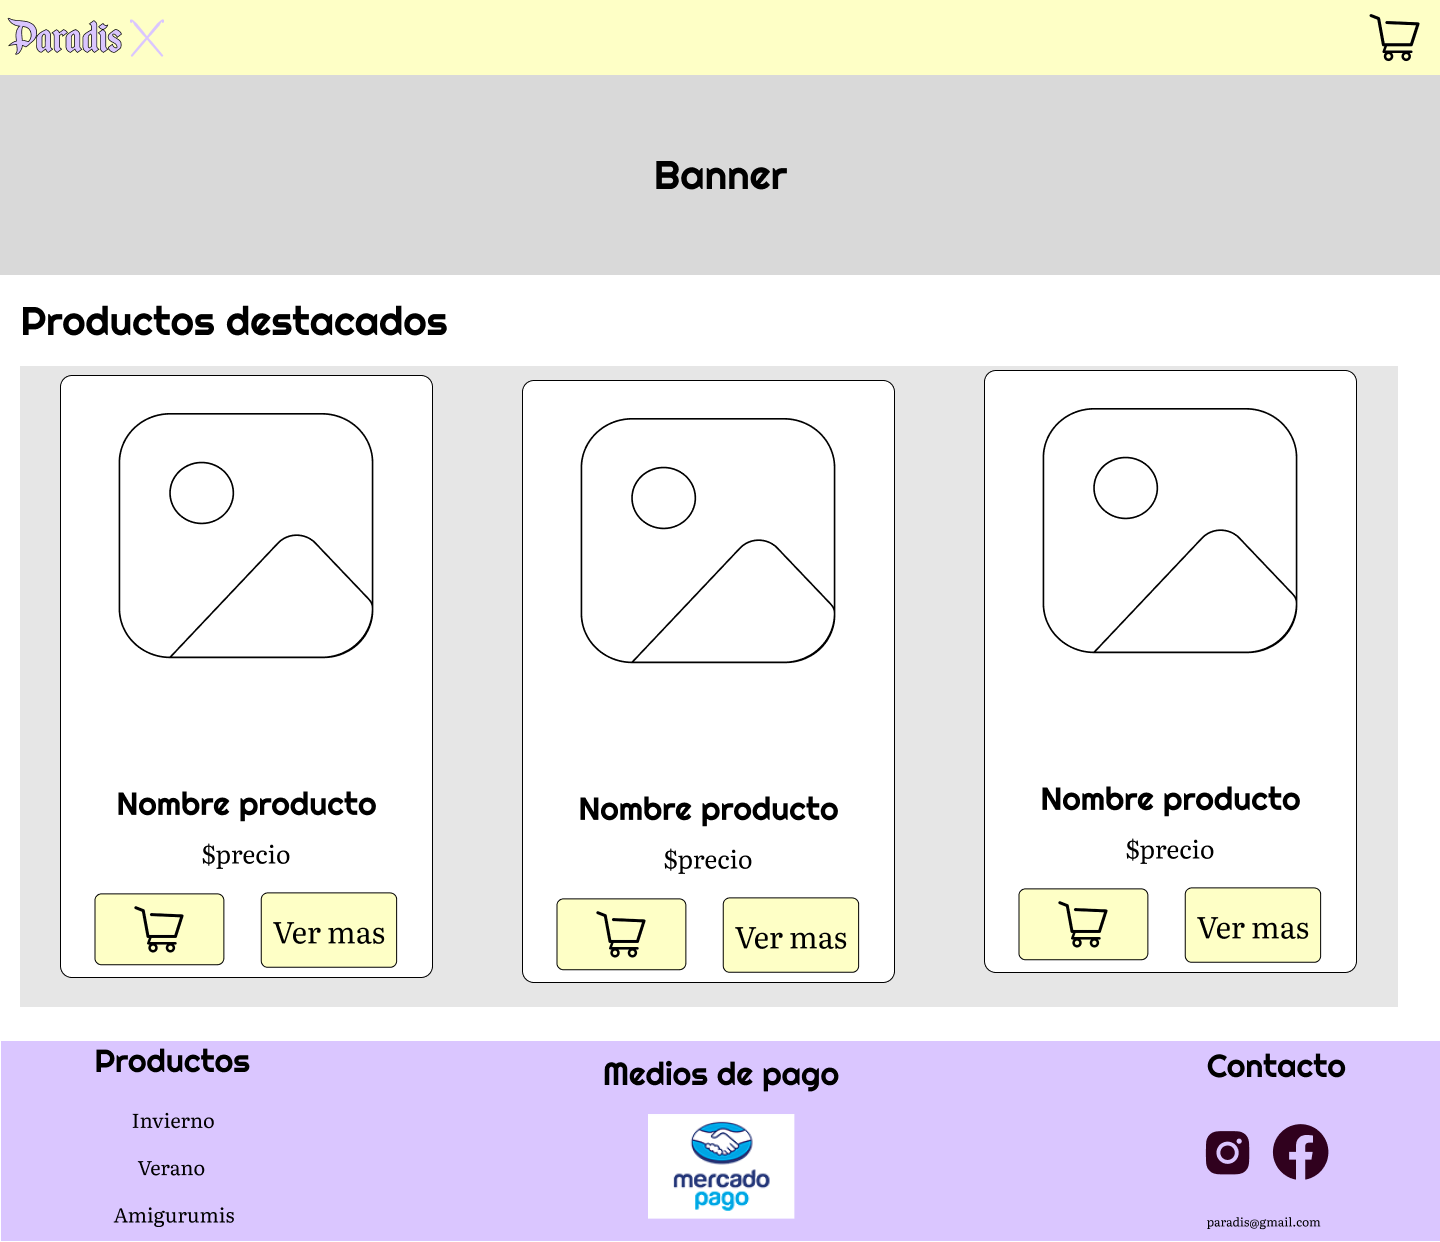 Paradis X
Banner
Productos destacados
Nombre producto
$precio
Ver mas
Nombre producto
$precio
Ver mas
Nombre producto
$precio
Ver mas
Productos
Invierno
Verano
Amigurumis
Medios de pago
mercado
pago
Contacto
paradis@gmail.com